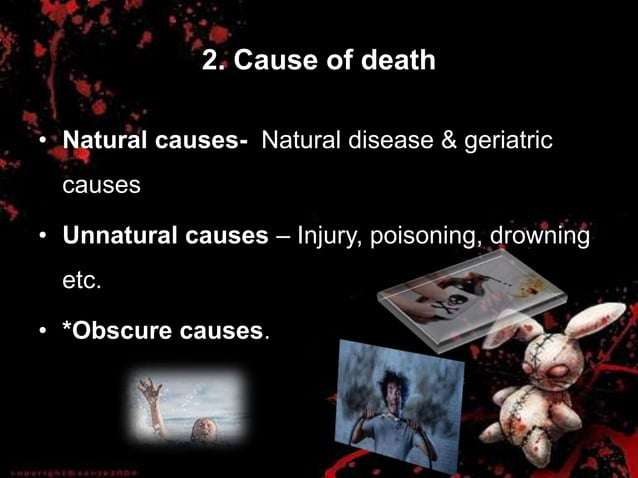 2. Cause of death
• Natural causes-  Natural disease & geriatric
causes
• Unnatural causes – Injury, poisoning, drowning
etc.
• *Obscure causes.